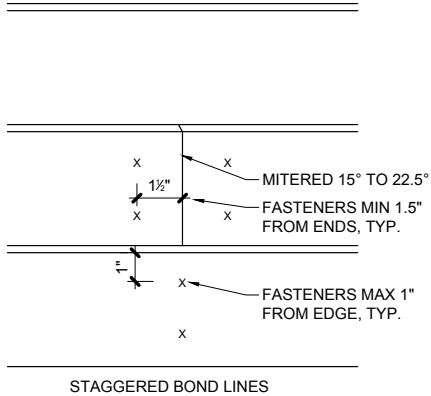 X
X
1½"
MITERED 15° TO 22.5°
X
X
FASTENERS MIN 1.5"
FROM ENDS, TYP.
1"
X
FASTENERS MAX 1"
FROM EDGE, TYP.
X
STAGGERED BOND LINES